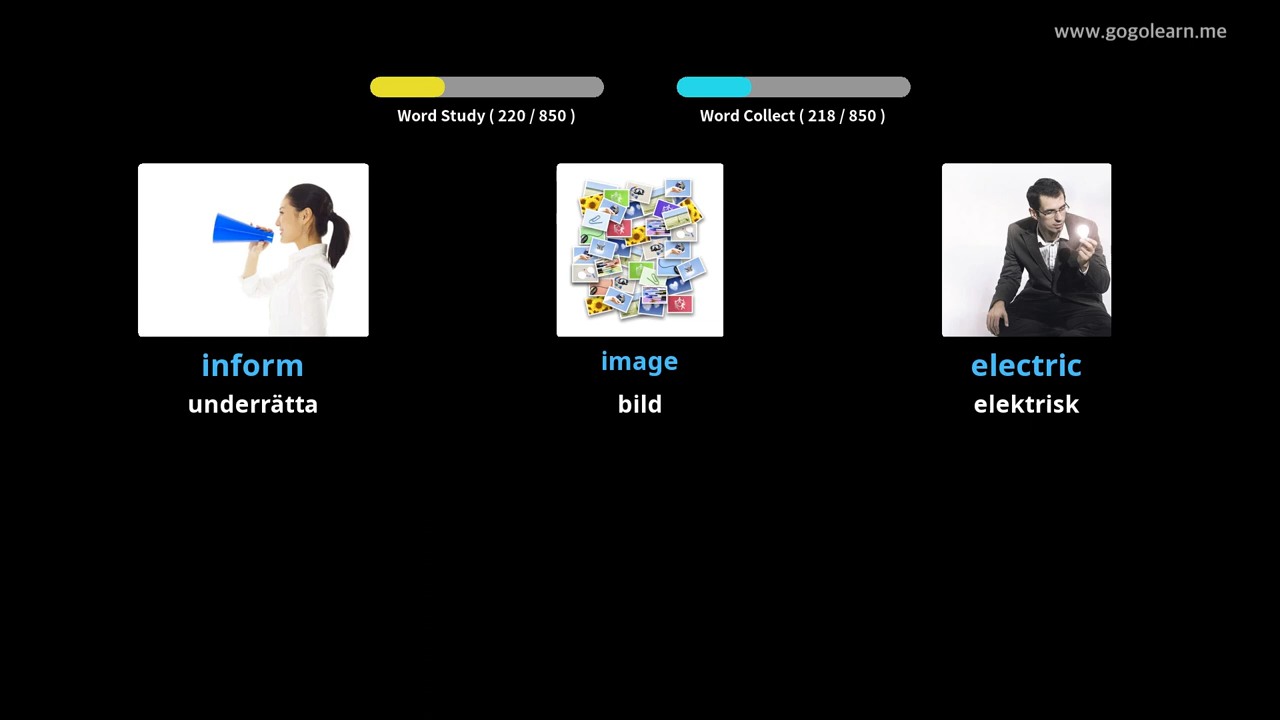 www.gogolearn.me
Word Study ( 220 / 850 )
Word Collect ( 218 / 850 )
inform
underrätta
image
bild
electric
elektrisk